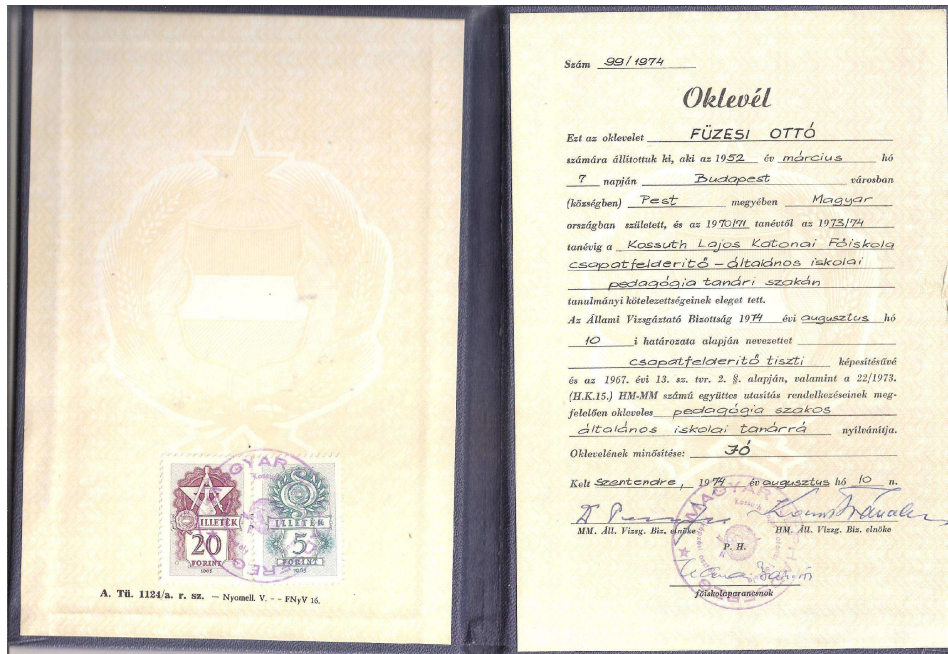 MAGYAR
ILLETÉK
20
FORINT
ILLETÉK
5
FORINT
A. Tü. 1124/a. r. sz. — Nyomell. V. - - FNyV 16.
Szám 99/1974
Oklevél
Ezt az oklevelet FÜZESI OTTÓ
számára állítottuk ki, aki az 1952 év március hó
7 napján Budapest városban
(községben) Pest megyében Magyar
országban született, és az 1970/71 tanévtől az 1973/74
tanévig a Kossuth Lajos Katonai Főiskola
csapatfelderítő – általános iskolai
pedagógia tanári szakán
tanulmányi kötelezettségeinek eleget tett.
Az Állami Vizsgáztató Bizottság 1974 évi augusztus hó
10 i határozata alapján nevezettet
csapatfelderítő tiszti képesítésűvé
és az 1967. évi 13. sz. tvr. 2. §. alapján, valamint a 22/1973.
(H.K.15.) HM-MM számú együttes utasítás rendelkezéseinek meg-
felelően okleveles pedagógia szakos
általános iskolai tanárrá nyilvánítja.
Oklevelének minősítése: JÓ
Kelt Szentendre, 1974 év augusztus hó 10 n.
MM. Áll. Vizsg. Biz. elnöke HM. Áll. Vizsg. Biz. elnöke
P. H.
MAGYAR
főiskolaparancsnok